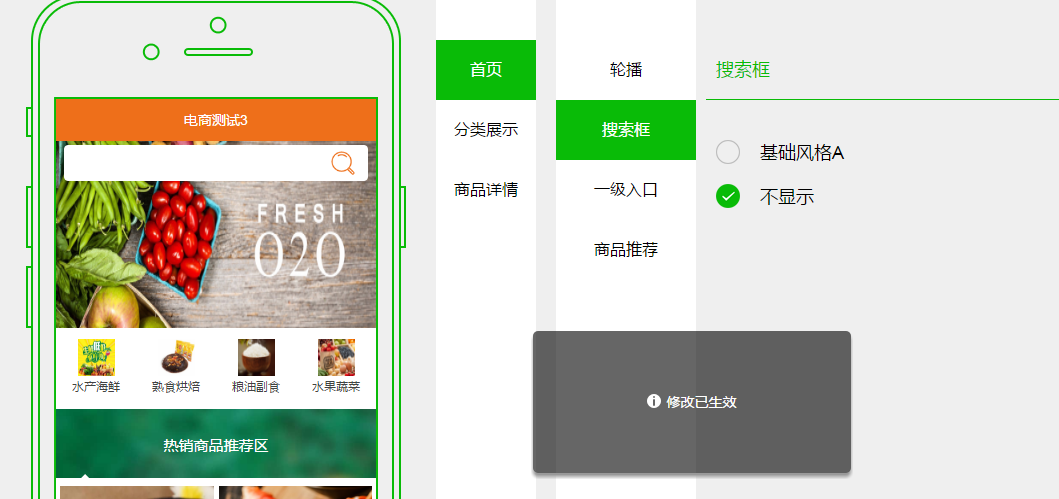 电商测试3
FRESH
O2O
水产海鲜
熟食烘焙
粮油副食
水果蔬菜
热销商品推荐区
首页
分类展示
商品详情
轮播
搜索框
一级入口
商品推荐
搜索框
基础风格A
不显示
修改已生效